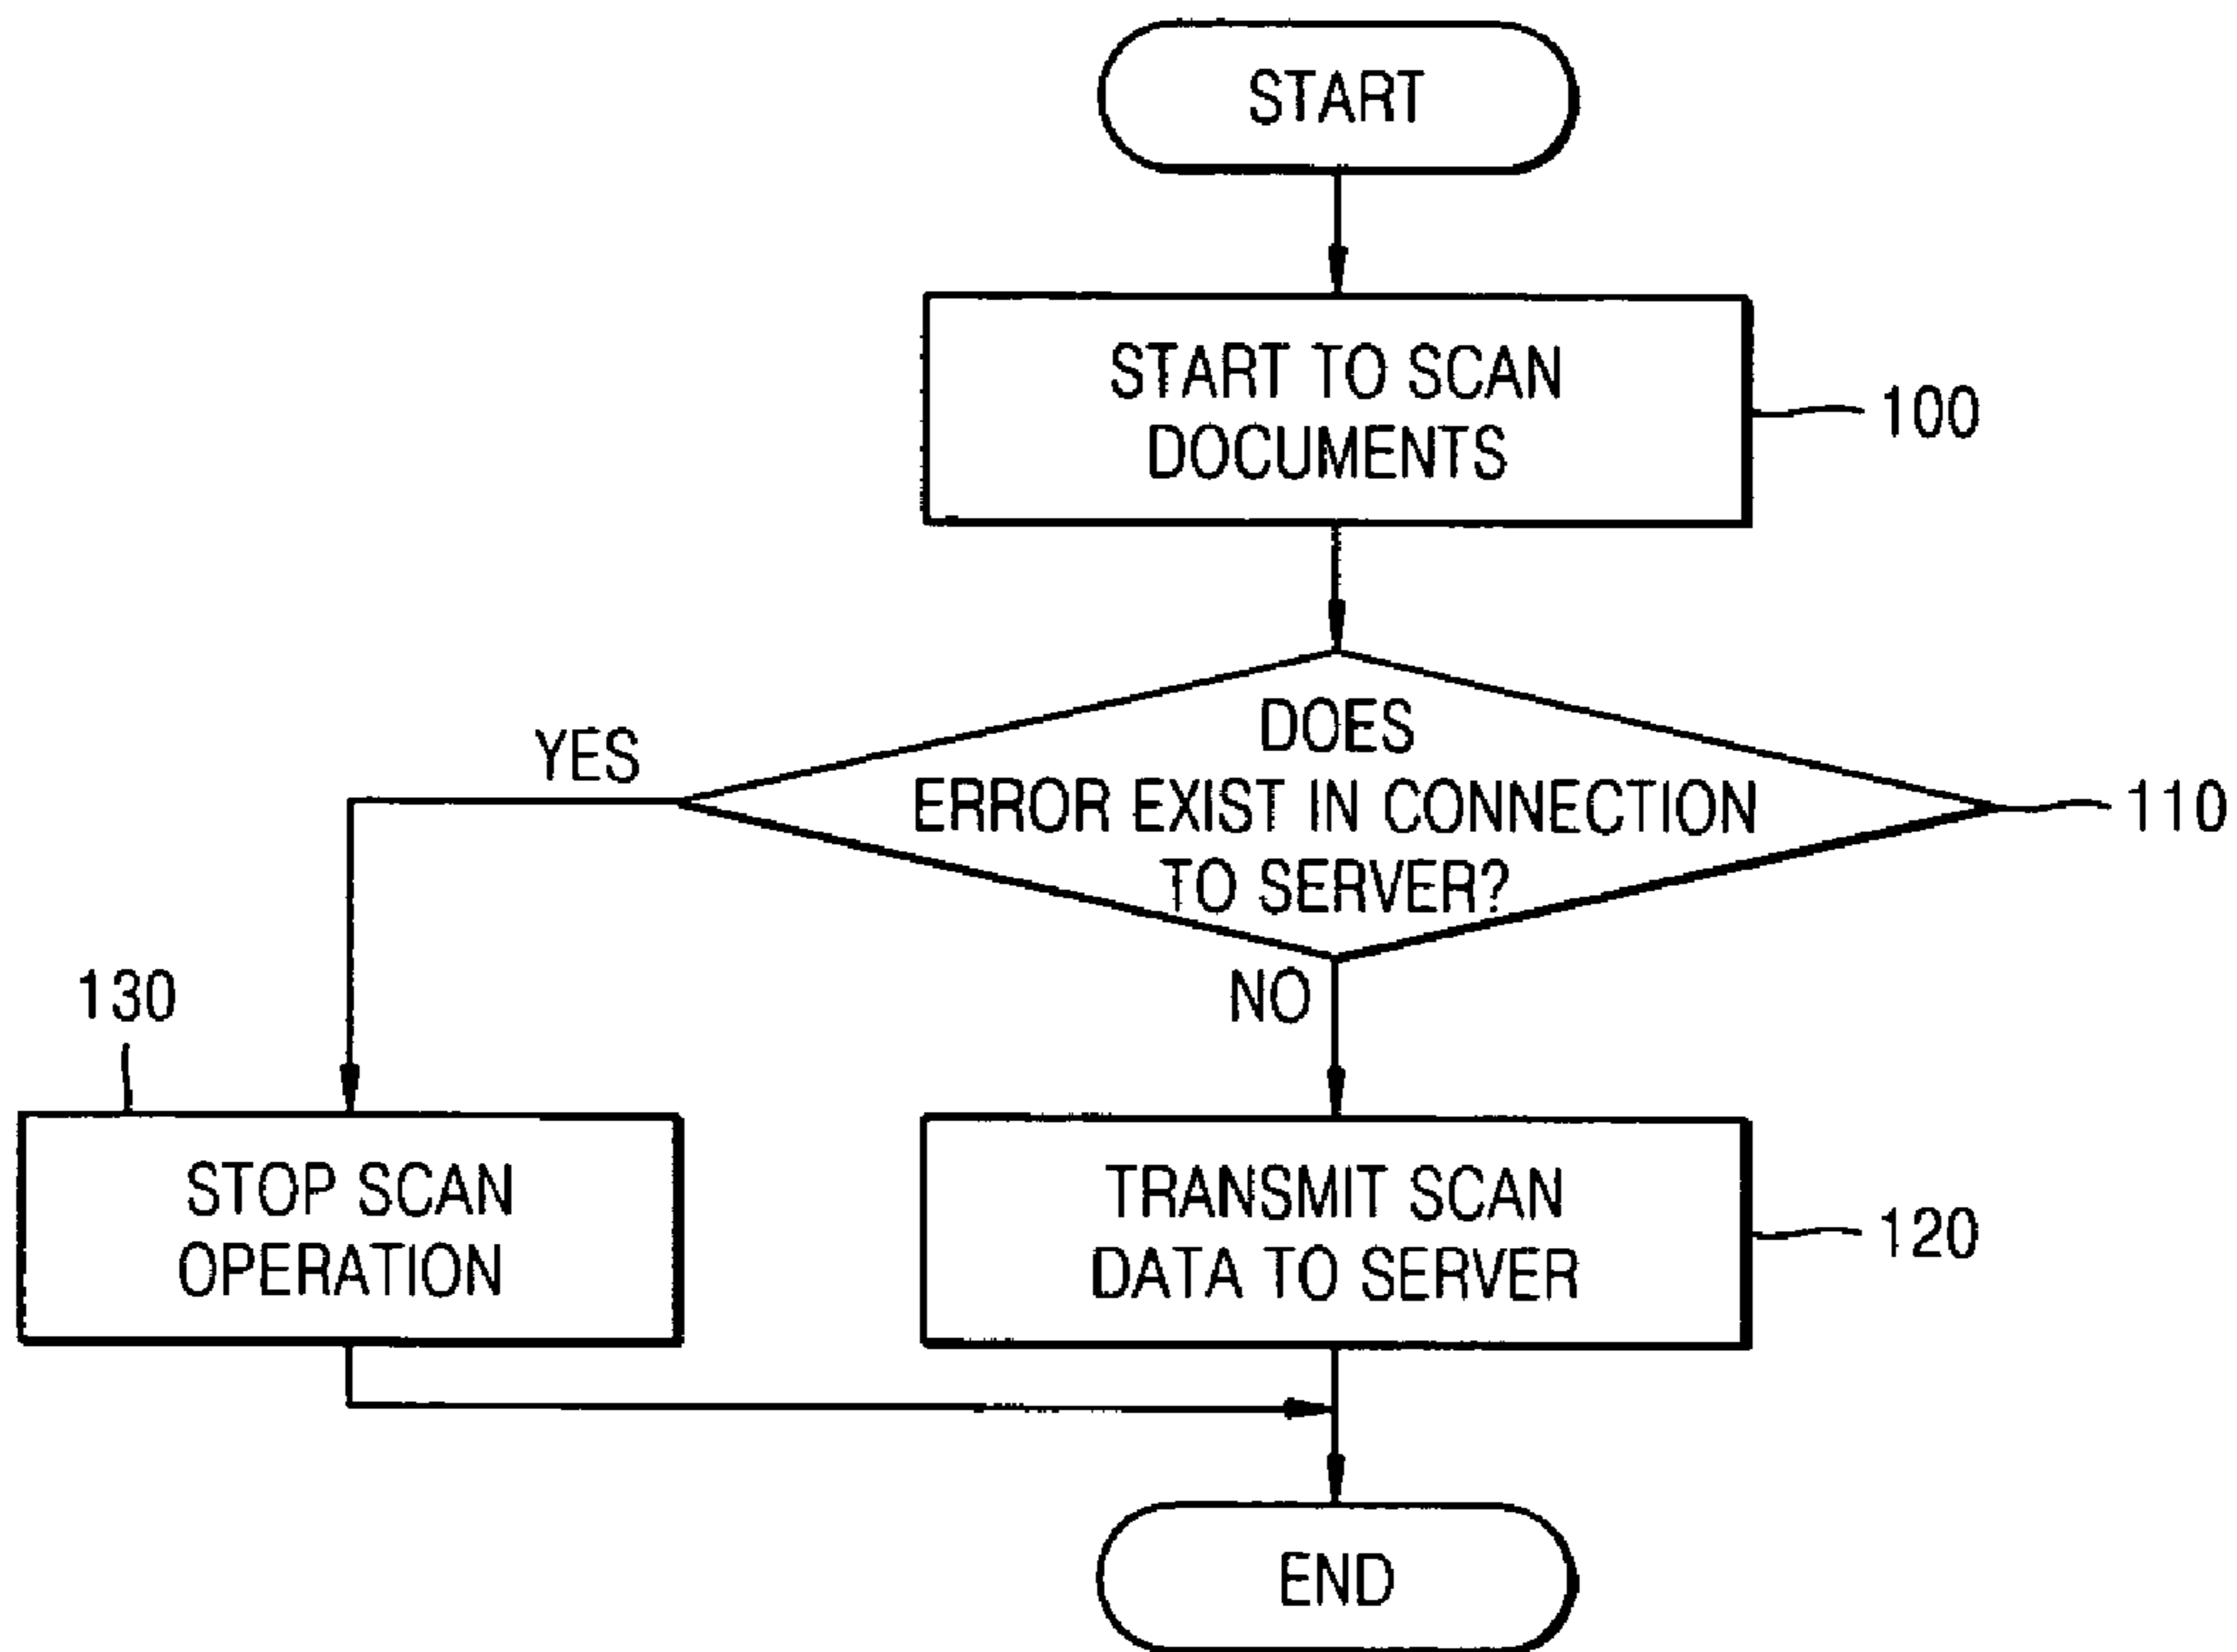 START
START TO SCAN
DOCUMENTS
100
DOES
ERROR EXIST IN CONNECTION
TO SERVER?
110
YES
NO
130
STOP SCAN
OPERATION
TRANSMIT SCAN
DATA TO SERVER
120
END